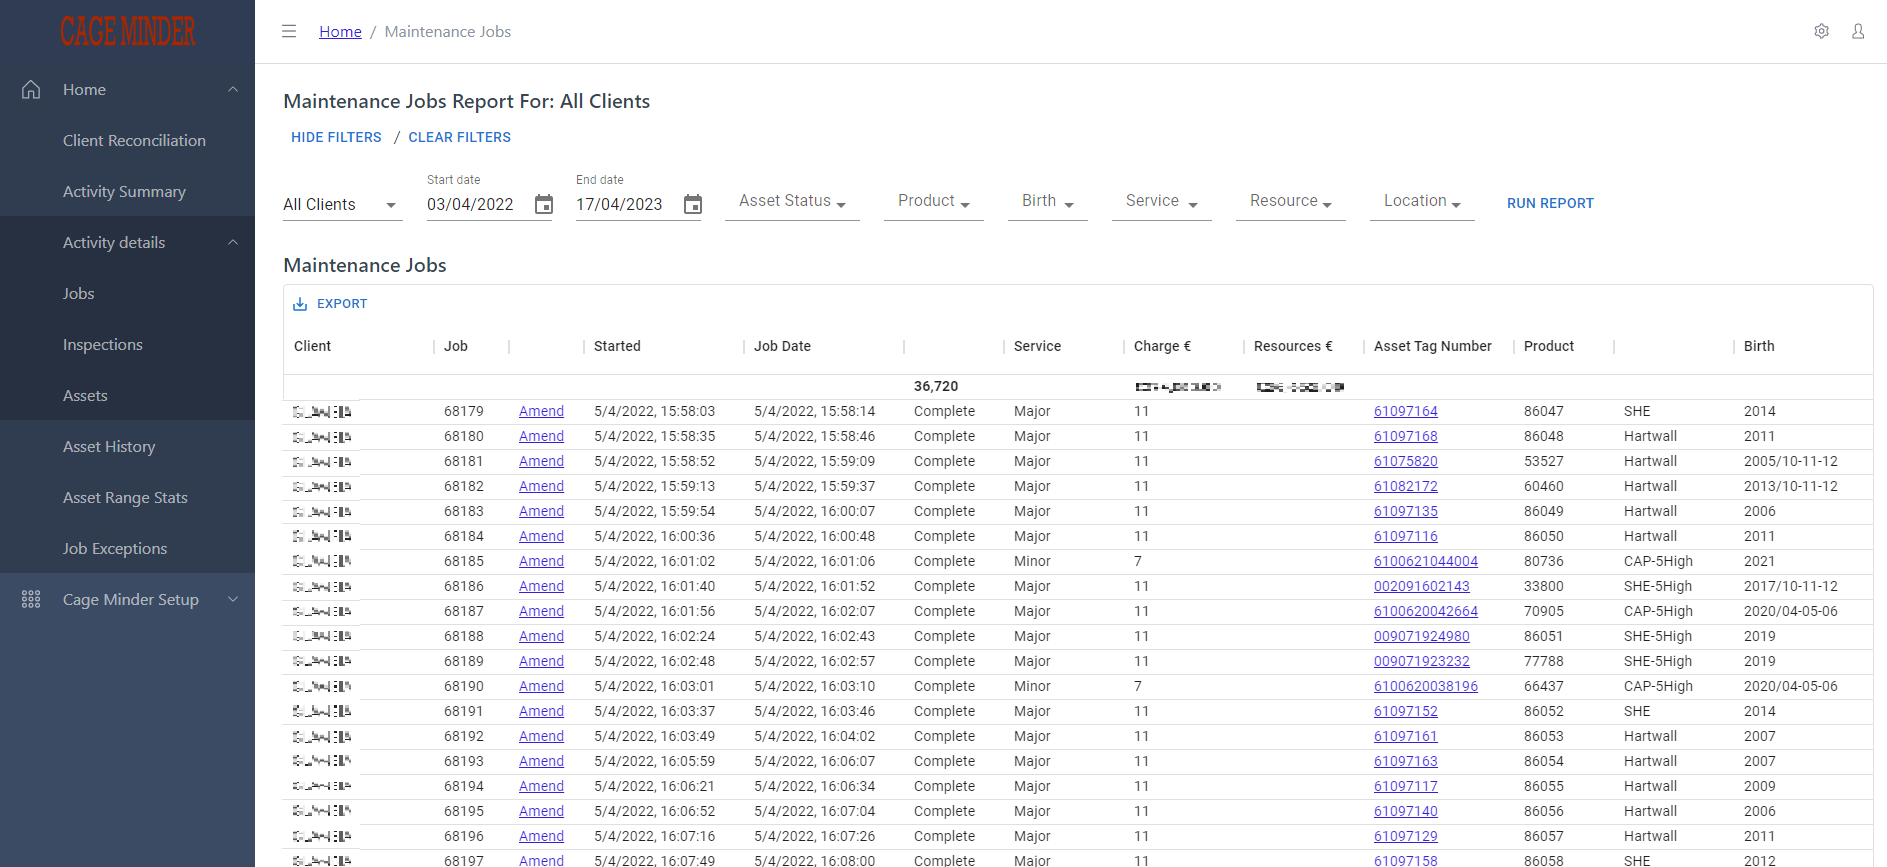 CAGE MINDER
Home
Client Reconciliation
Activity Summary
Activity details
Jobs
Inspections
Assets
Asset History
Asset Range Stats
Job Exceptions
Cage Minder Setup
Home / Maintenance Jobs
Maintenance Jobs Report For: All Clients
HIDE FILTERS / CLEAR FILTERS
Start date End date
All Clients 03/04/2022 17/04/2023 Asset Status Product Birth Service Resource Location RUN REPORT
Maintenance Jobs
EXPORT
Client Job Started Job Date Service Charge € Resources € Asset Tag Number Product Birth
36,720
68179 Amend 5/4/2022, 15:58:03 5/4/2022, 15:58:14 Complete Major 11 61097164 86047 SHE 2014
68180 Amend 5/4/2022, 15:58:35 5/4/2022, 15:58:46 Complete Major 11 61097168 86048 Hartwall 2011
68181 Amend 5/4/2022, 15:58:52 5/4/2022, 15:59:09 Complete Major 11 61075820 53527 Hartwall 2005/10-11-12
68182 Amend 5/4/2022, 15:59:13 5/4/2022, 15:59:37 Complete Major 11 61082172 60460 Hartwall 2013/10-11-12
68183 Amend 5/4/2022, 15:59:54 5/4/2022, 16:00:07 Complete Major 11 61097135 86049 Hartwall 2006
68184 Amend 5/4/2022, 16:00:36 5/4/2022, 16:00:48 Complete Major 11 61097116 86050 Hartwall 2011
68185 Amend 5/4/2022, 16:01:02 5/4/2022, 16:01:06 Complete Minor 7 6100621044004 80736 CAP-5High 2021
68186 Amend 5/4/2022, 16:01:40 5/4/2022, 16:01:52 Complete Major 11 002091602143 33800 SHE-5High 2017/10-11-12
68187 Amend 5/4/2022, 16:01:56 5/4/2022, 16:02:07 Complete Major 11 6100620042664 70905 CAP-5High 2020/04-05-06
68188 Amend 5/4/2022, 16:02:24 5/4/2022, 16:02:43 Complete Major 11 009071924980 86051 SHE-5High 2019
68189 Amend 5/4/2022, 16:02:48 5/4/2022, 16:02:57 Complete Major 11 009071923232 77788 SHE-5High 2019
68190 Amend 5/4/2022, 16:03:01 5/4/2022, 16:03:10 Complete Minor 7 6100620038196 66437 CAP-5High 2020/04-05-06
68191 Amend 5/4/2022, 16:03:37 5/4/2022, 16:03:46 Complete Major 11 61097152 86052 SHE 2014
68192 Amend 5/4/2022, 16:03:49 5/4/2022, 16:04:02 Complete Major 11 61097161 86053 Hartwall 2007
68193 Amend 5/4/2022, 16:05:59 5/4/2022, 16:06:07 Complete Major 11 61097163 86054 Hartwall 2007
68194 Amend 5/4/2022, 16:06:21 5/4/2022, 16:06:34 Complete Major 11 61097117 86055 Hartwall 2009
68195 Amend 5/4/2022, 16:06:52 5/4/2022, 16:07:04 Complete Major 11 61097140 86056 Hartwall 2006
68196 Amend 5/4/2022, 16:07:16 5/4/2022, 16:07:26 Complete Major 11 61097129 86057 Hartwall 2011
68197 Amend 5/4/2022, 16:07:49 5/4/2022, 16:08:00 Complete Major 11 61097158 86058 SHE 2012